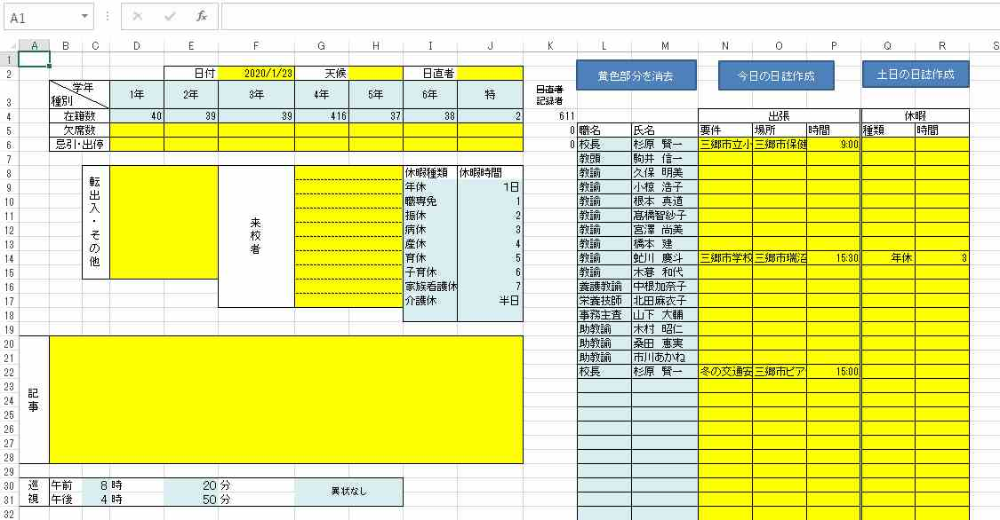 A1 fx
A B C D E F G H I J K L M N O P Q R S
1
2 日付 2020/1/23 天候 日直者 黄色部分を消去 今日の日誌作成 土日の日誌作成
学年
3 種別 1年 2年 3年 4年 5年 6年 特 日直者
記録者
4 在籍数 40 39 39 416 37 38 2 611 出張 休暇
5 欠席数 0 職名 氏名 要件 場所 時間 種類 時間
6 忌引・出停 0 校長 杉原 賢一 三郷市立小 三郷市保健 9:00
7 教頭 駒井 信一
8 休暇種類 休暇時間 教諭 久保 明美
9 年休 1日 教諭 小椋 浩子
10 職専免 1 教諭 根本 真道
11 振休 2 教諭 髙橋智紗子
12 病休 3 教諭 宮澤 尚美
13 産休 4 教諭 橋本 建
14 育休 5 教諭 虻川 慶斗 三郷市学校 三郷市瑞沼 15:30 年休 3
15 子育休 6 教諭 木暮 和代
16 家族看護休 7 養護教諭 中根加奈子
17 介護休 半日 栄養技師 北田麻衣子
18 事務主査 山下 大輔
19 助教諭 木村 昭仁
20 助教諭 桑田 恵実
21 助教諭 市川あかね
22 校長 杉原 賢一 冬の交通安 三郷市ピア 15:00
転出入・その他
来校者
23
24
25
26
27
28
記事
29
30 巡視 午前 8 時 20 分 異状なし
31 午後 4 時 50 分
32